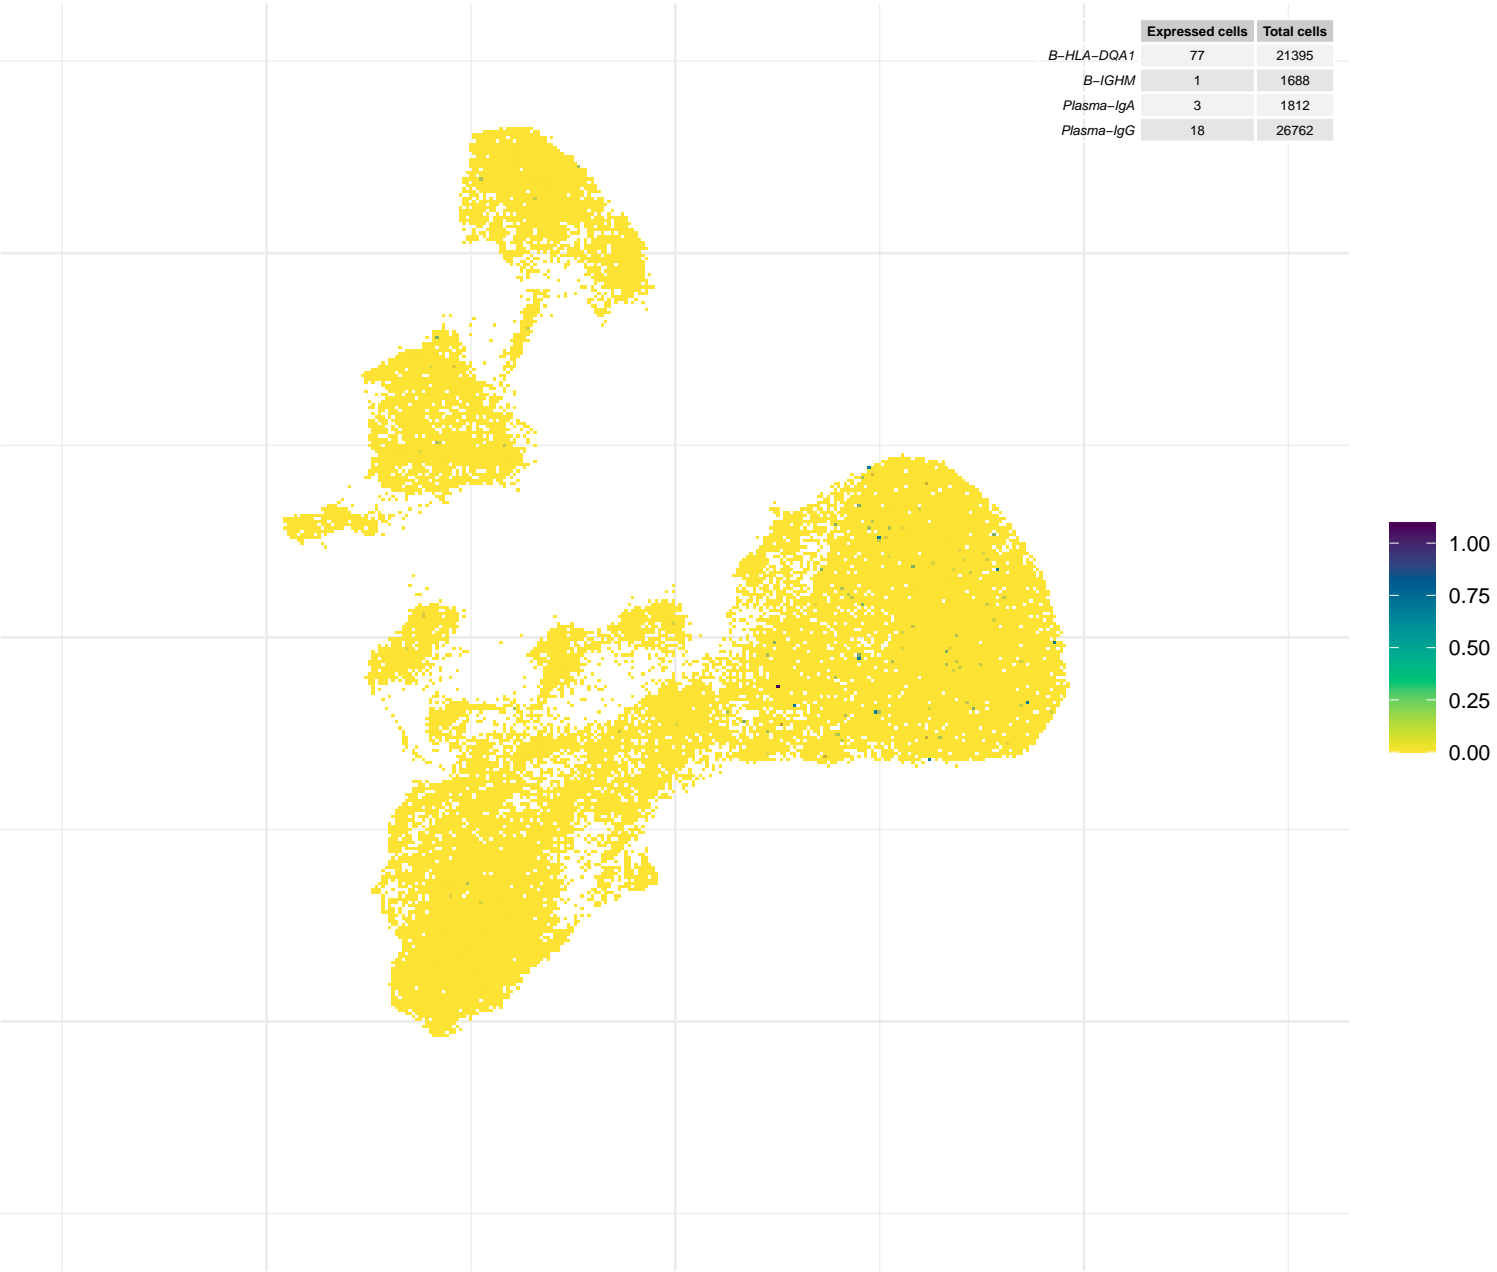 Expressed cells Total cells
B−HLA−DQA1 77 21395
B−IGHM 1 1688
Plasma−IgA 3 1812
Plasma−IgG 18 26762
1.00
0.75
0.50
0.25
0.00